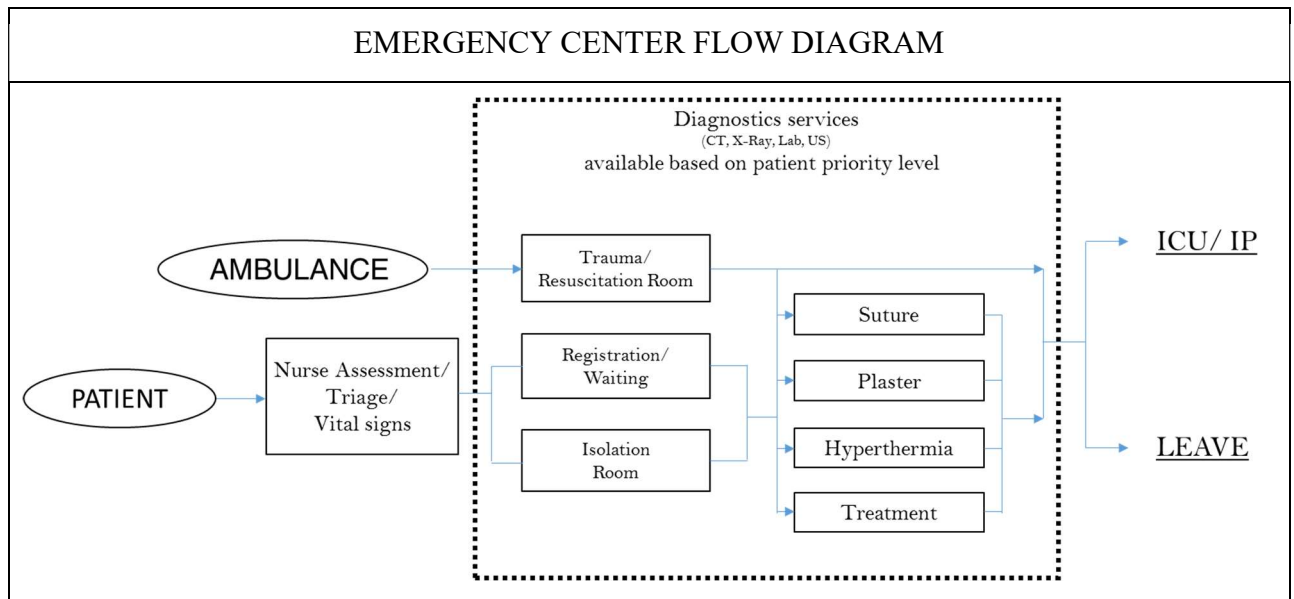 EMERGENCY CENTER FLOW DIAGRAM
Diagnostics services
(CT, X-Ray, Lab, US)
available based on patient priority level
AMBULANCE
Trauma/
Resuscitation Room
ICU/ IP
Suture
PATIENT
Nurse Assessment/
Triage/
Vital signs
Registration/
Waiting
Plaster
Isolation
Room
Hyperthermia
LEAVE
Treatment